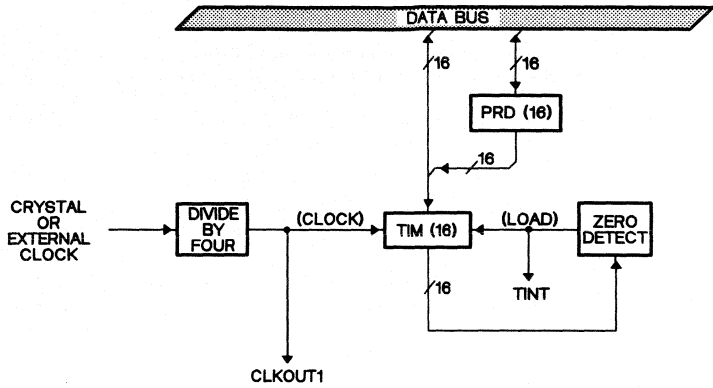 DATA BUS
16
16
PRD (16)
16
CRYSTAL
OR
EXTERNAL
CLOCK
DIVIDE
BY
FOUR
(CLOCK)
TIM (16)
(LOAD)
ZERO
DETECT
16
TINT
CLKOUT1